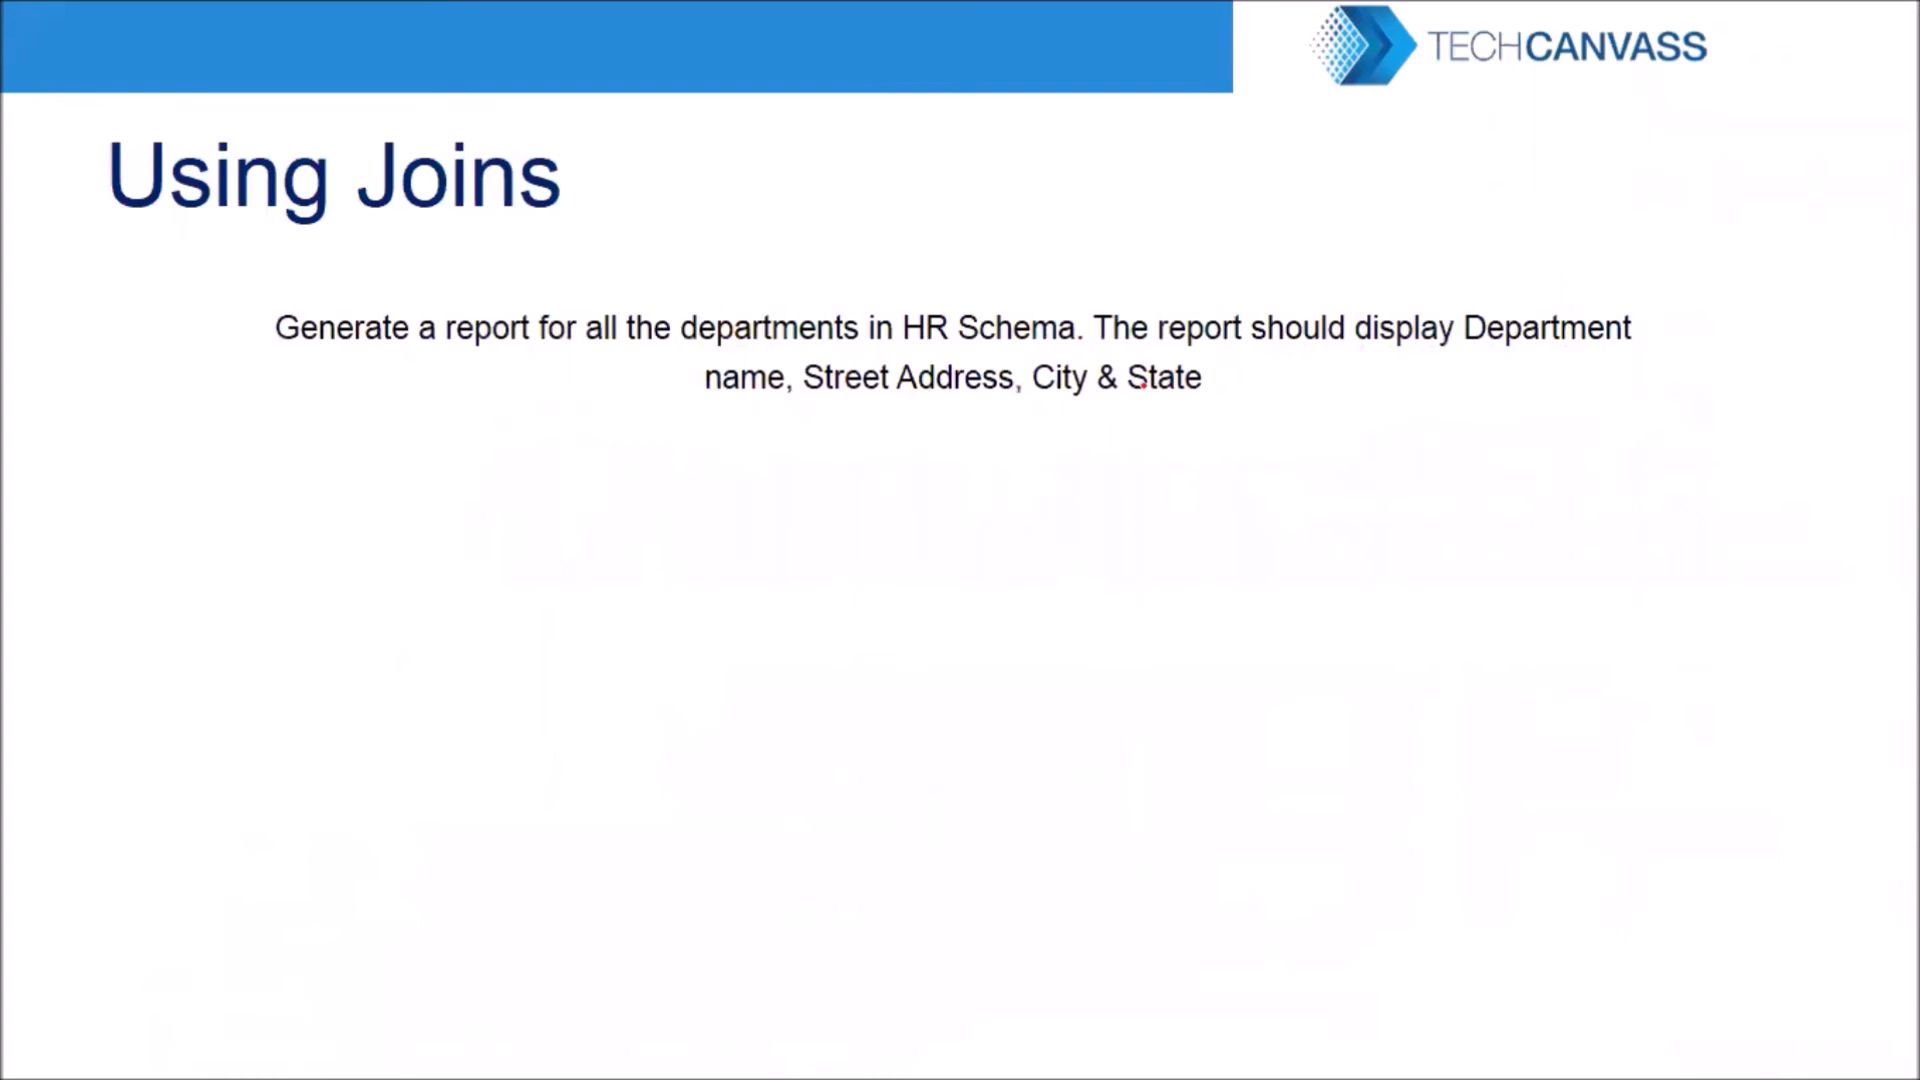 TECHCANVASS
Using Joins
Generate a report for all the departments in HR Schema. The report should display Department
name, Street Address, City & State